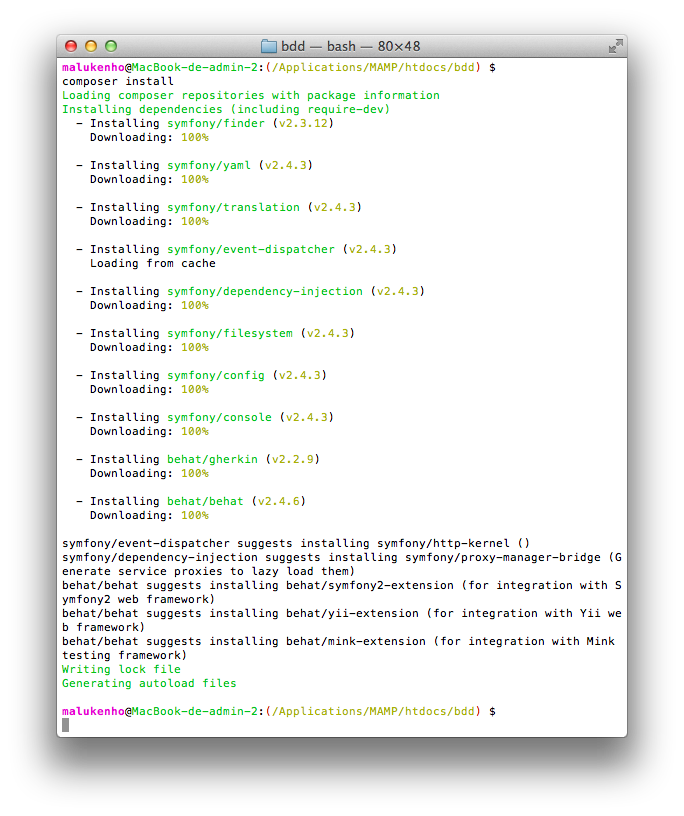 bdd — bash — 80×48
malukenho@MacBook-de-admin-2:(/Applications/MAMP/htdocs/bdd) $
composer install
Loading composer repositories with package information
Installing dependencies (including require-dev)
  - Installing symfony/finder (v2.3.12)
    Downloading: 100%

  - Installing symfony/yaml (v2.4.3)
    Downloading: 100%

  - Installing symfony/translation (v2.4.3)
    Downloading: 100%

  - Installing symfony/event-dispatcher (v2.4.3)
    Loading from cache

  - Installing symfony/dependency-injection (v2.4.3)
    Downloading: 100%

  - Installing symfony/filesystem (v2.4.3)
    Downloading: 100%

  - Installing symfony/config (v2.4.3)
    Downloading: 100%

  - Installing symfony/console (v2.4.3)
    Downloading: 100%

  - Installing behat/gherkin (v2.2.9)
    Downloading: 100%

  - Installing behat/behat (v2.4.6)
    Downloading: 100%

symfony/event-dispatcher suggests installing symfony/http-kernel ()
symfony/dependency-injection suggests installing symfony/proxy-manager-bridge (G
enerate service proxies to lazy load them)
behat/behat suggests installing behat/symfony2-extension (for integration with S
ymfony2 web framework)
behat/behat suggests installing behat/yii-extension (for integration with Yii we
b framework)
behat/behat suggests installing behat/mink-extension (for integration with Mink
testing framework)
Writing lock file
Generating autoload files

malukenho@MacBook-de-admin-2:(/Applications/MAMP/htdocs/bdd) $